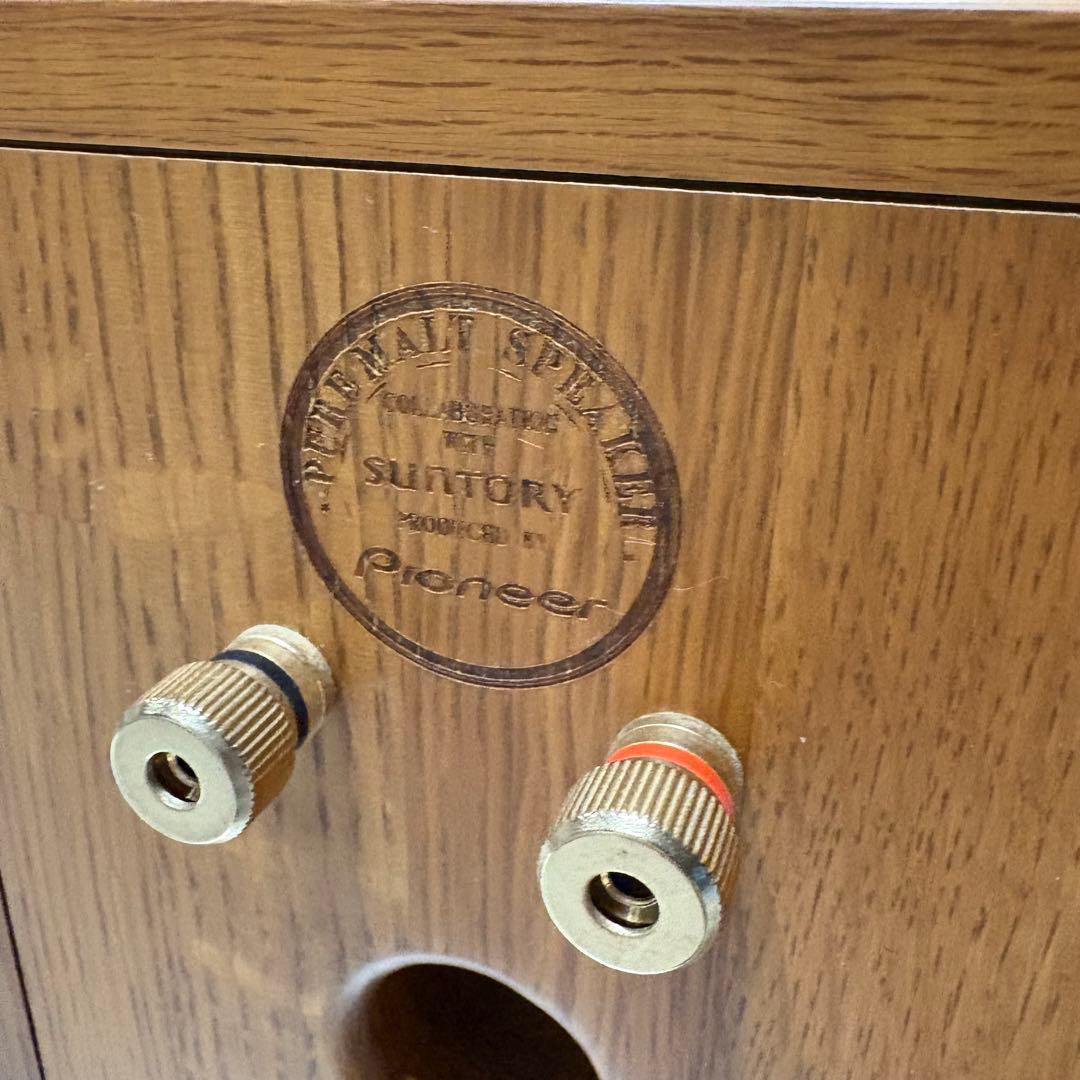 PUREMALT SPEAKER
COLLABORATION
WITH
SUNTORY
PRODUCED BY
Pioneer